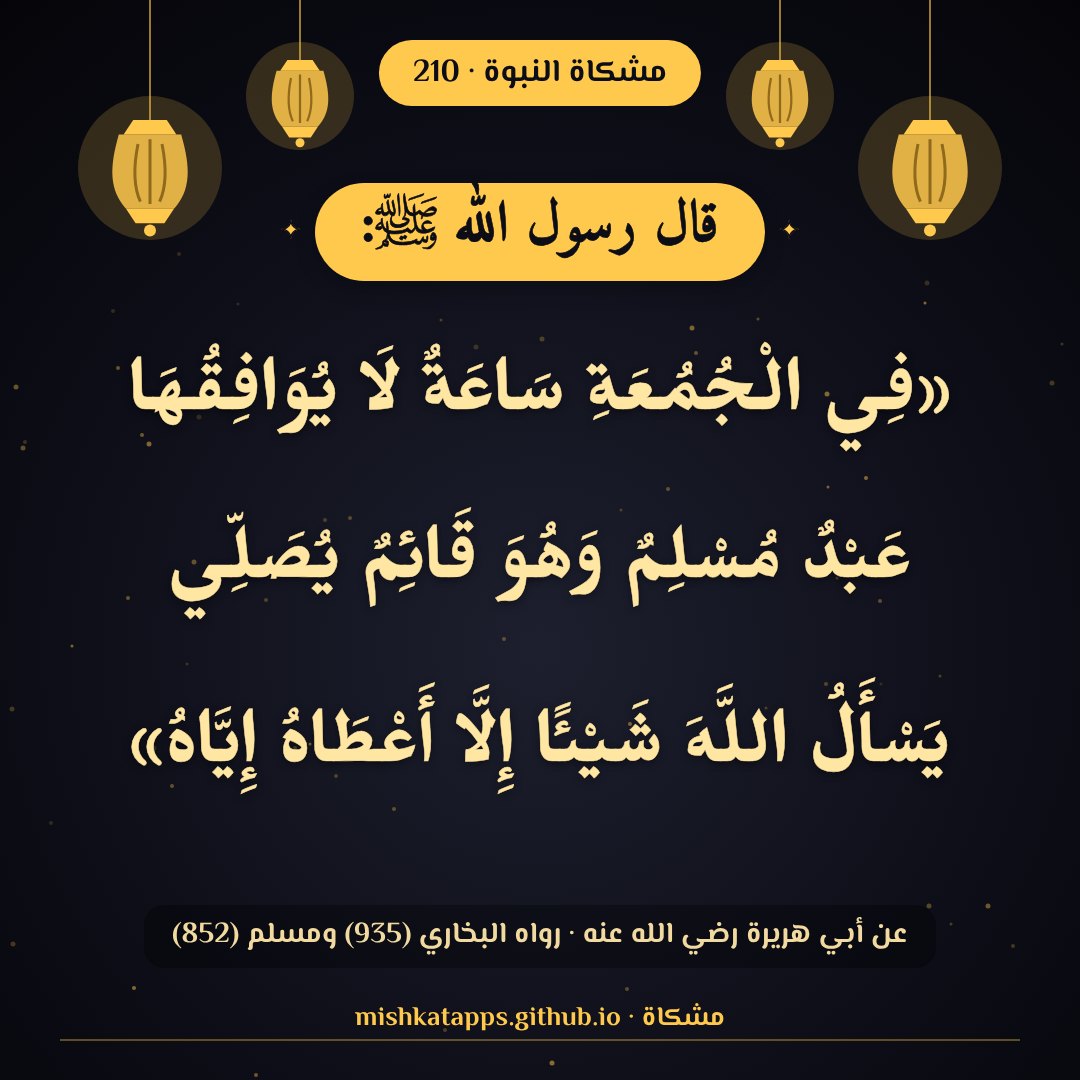 مشكاة النبوة · 210
قال رسول الله ﷺ:
«فِي الْجُمُعَةِ سَاعَةٌ لَا يُوَافِقُهَا
عَبْدٌ مُسْلِمٌ وَهُوَ قَائِمٌ يُصَلِّي
يَسْأَلُ اللَّهَ شَيْئًا إِلَّا أَعْطَاهُ إِيَّاهُ»
عن أبي هريرة رضي الله عنه · رواه البخاري (935) ومسلم (852)
مشكاة · mishkatapps.github.io